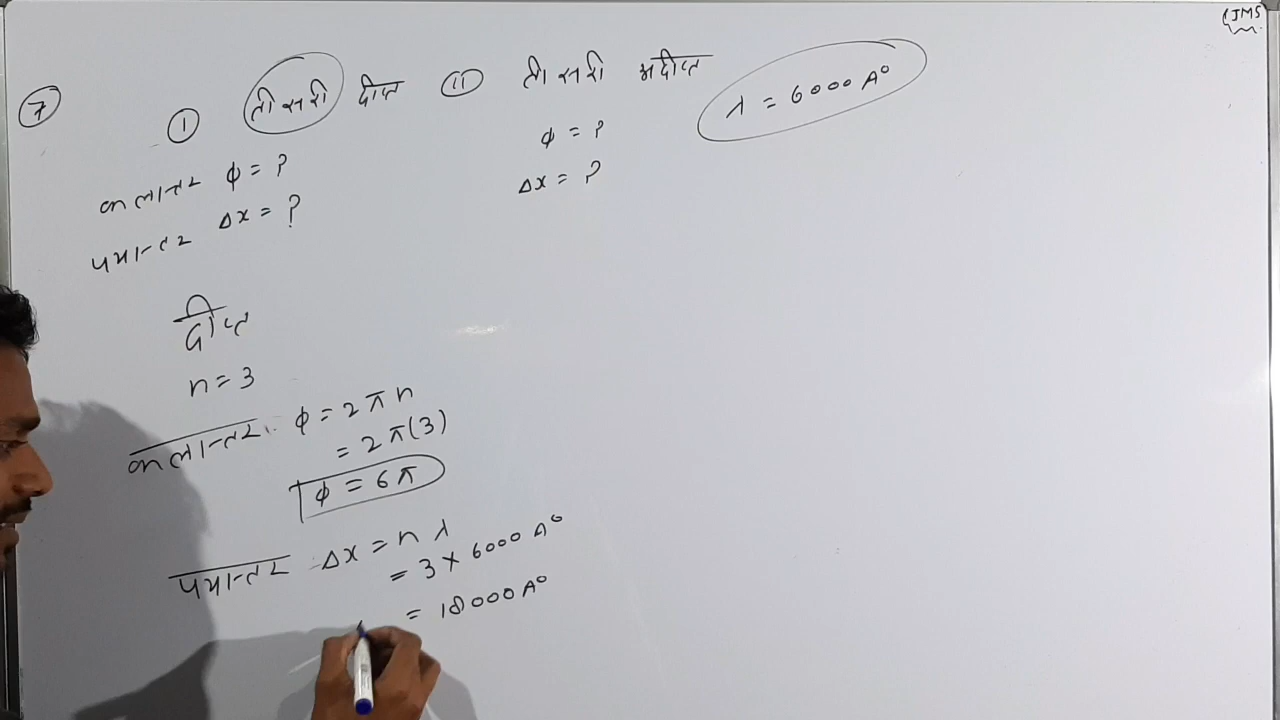 JMS
7
① तीसरी दीप्त ⑪ तीसरी अदीप्त λ = 6000 A°
कलान्तर φ = ? φ = ?
पथान्तर Δx = ? Δx = ?
दीप्त
n = 3
कलान्तर φ = 2πn
= 2π(3)
φ = 6π
पथान्तर Δx = nλ
= 3 × 6000 A°
= 18000 A°